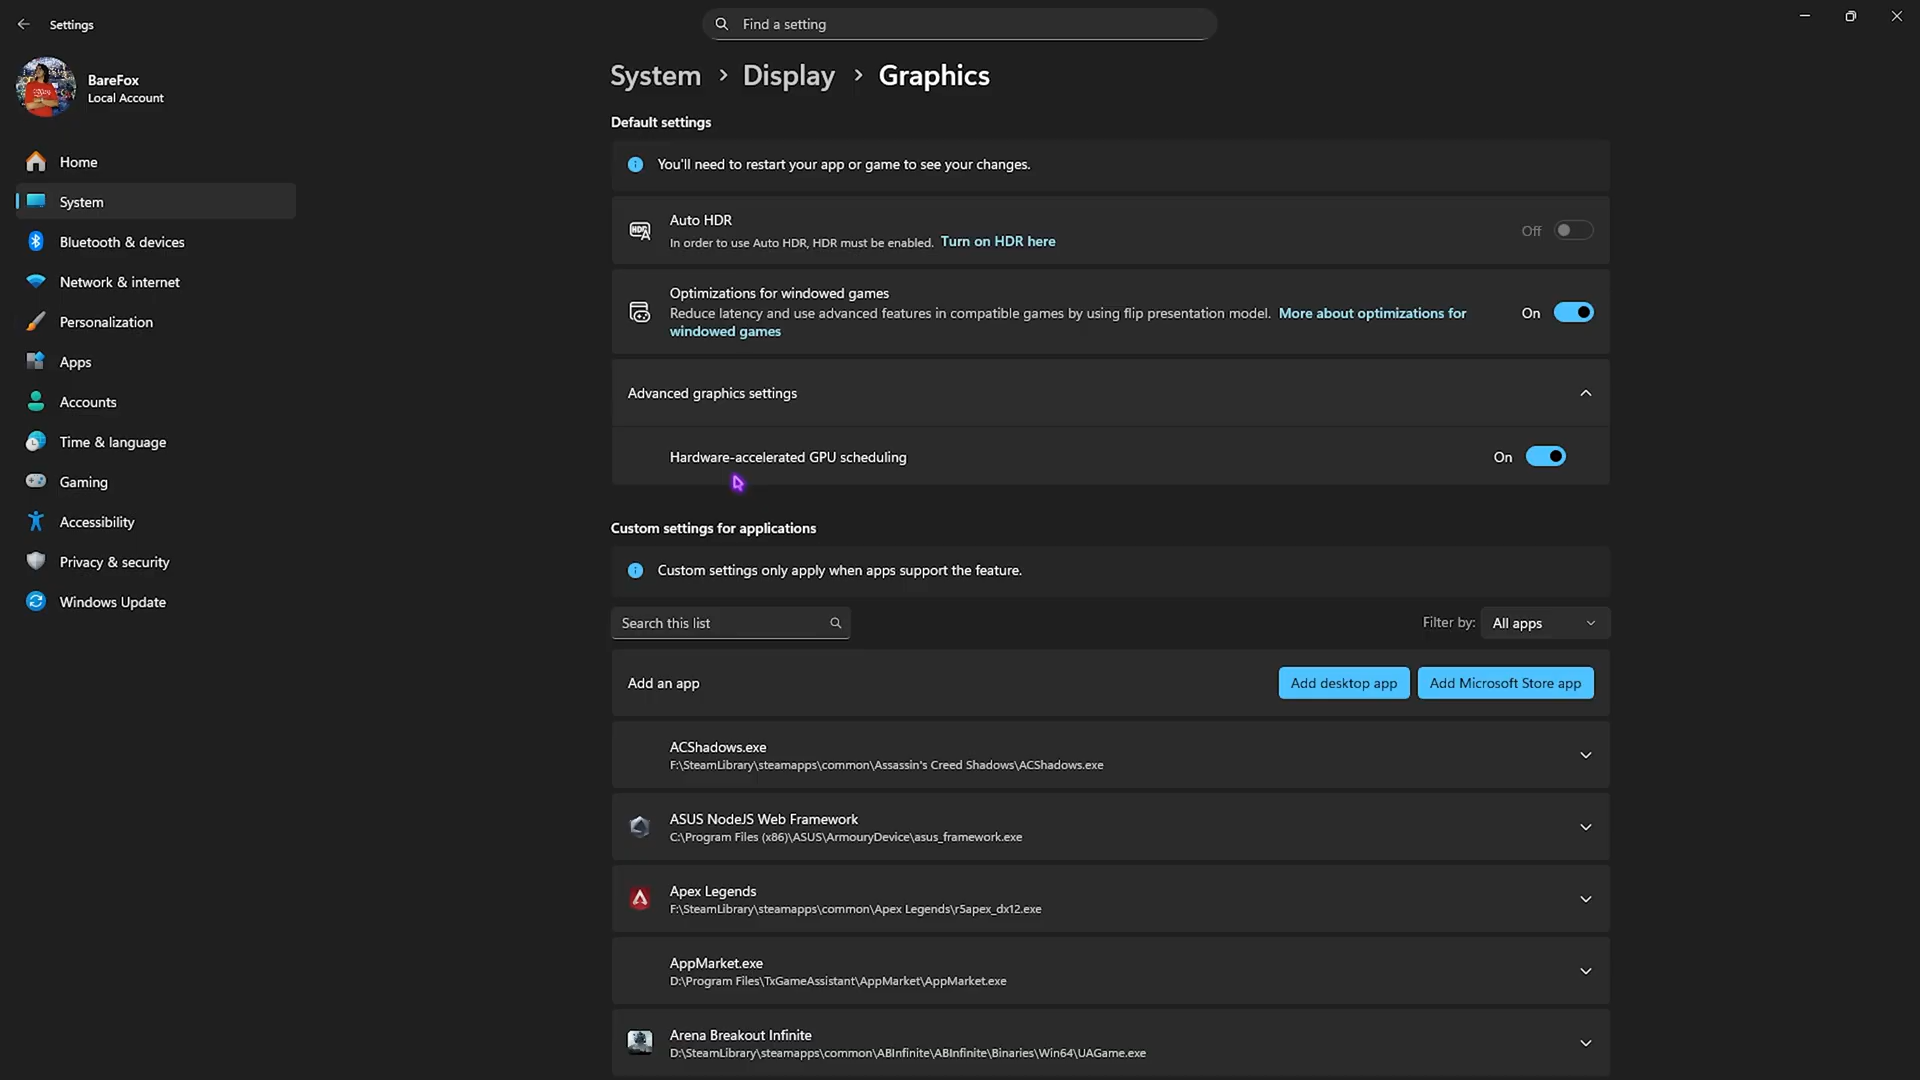 Settings
Find a setting
BareFox
Local Account
Home
System
Bluetooth & devices
Network & internet
Personalization
Apps
Accounts
Time & language
Gaming
Accessibility
Privacy & security
Windows Update
System > Display > Graphics
Default settings
You'll need to restart your app or game to see your changes.
Auto HDR
In order to use Auto HDR, HDR must be enabled. Turn on HDR here
Off
Optimizations for windowed games
Reduce latency and use advanced features in compatible games by using flip presentation model. More about optimizations for
windowed games
On
Advanced graphics settings
Hardware-accelerated GPU scheduling
On
Custom settings for applications
Custom settings only apply when apps support the feature.
Search this list
Filter by: All apps
Add an app
Add desktop app
Add Microsoft Store app
ACShadows.exe
F:\SteamLibrary\steamapps\common\Assassin's Creed Shadows\ACShadows.exe
ASUS NodeJS Web Framework
C:\Program Files (x86)\ASUS\ArmouryDevice\asus_framework.exe
Apex Legends
F:\SteamLibrary\steamapps\common\Apex Legends\r5apex_dx12.exe
AppMarket.exe
D:\Program Files\TxGameAssistant\AppMarket\AppMarket.exe
Arena Breakout Infinite
D:\SteamLibrary\steamapps\common\ABInfinite\ABInfinite\Binaries\Win64\UAGame.exe